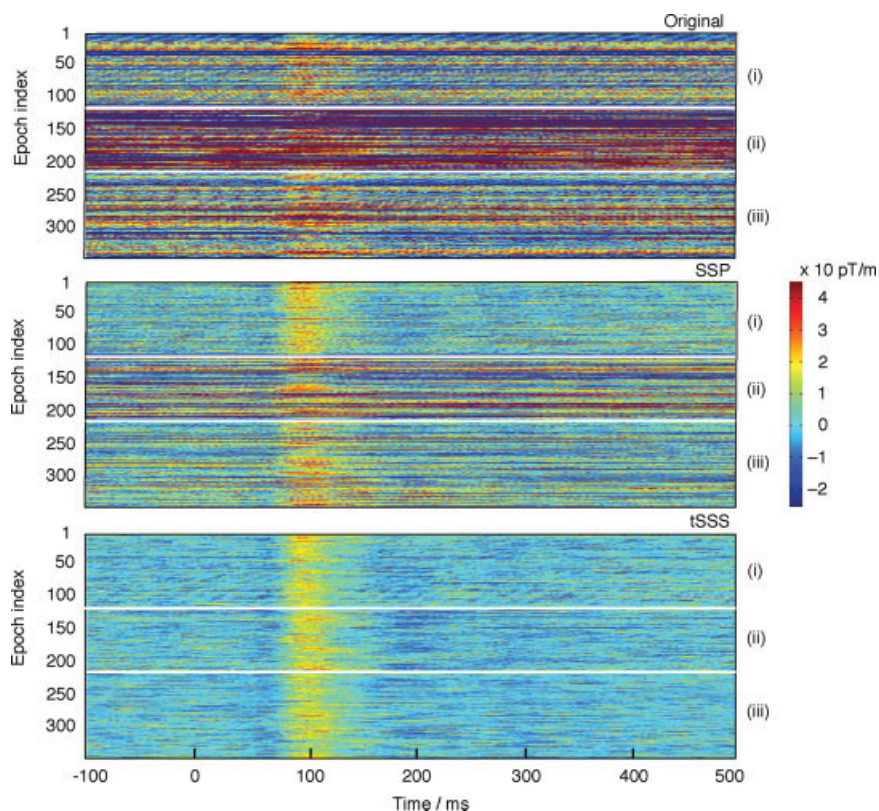 Original
1
50
100
150
200
250
300
Epoch index
(i)
(ii)
(iii)
SSP
1
50
100
150
200
250
300
Epoch index
(i)
(ii)
(iii)
x 10 pT/m
4
3
2
1
0
−1
−2
tSSS
1
50
100
150
200
250
300
Epoch index
(i)
(ii)
(iii)
-100
0
100
200
300
400
500
Time / ms